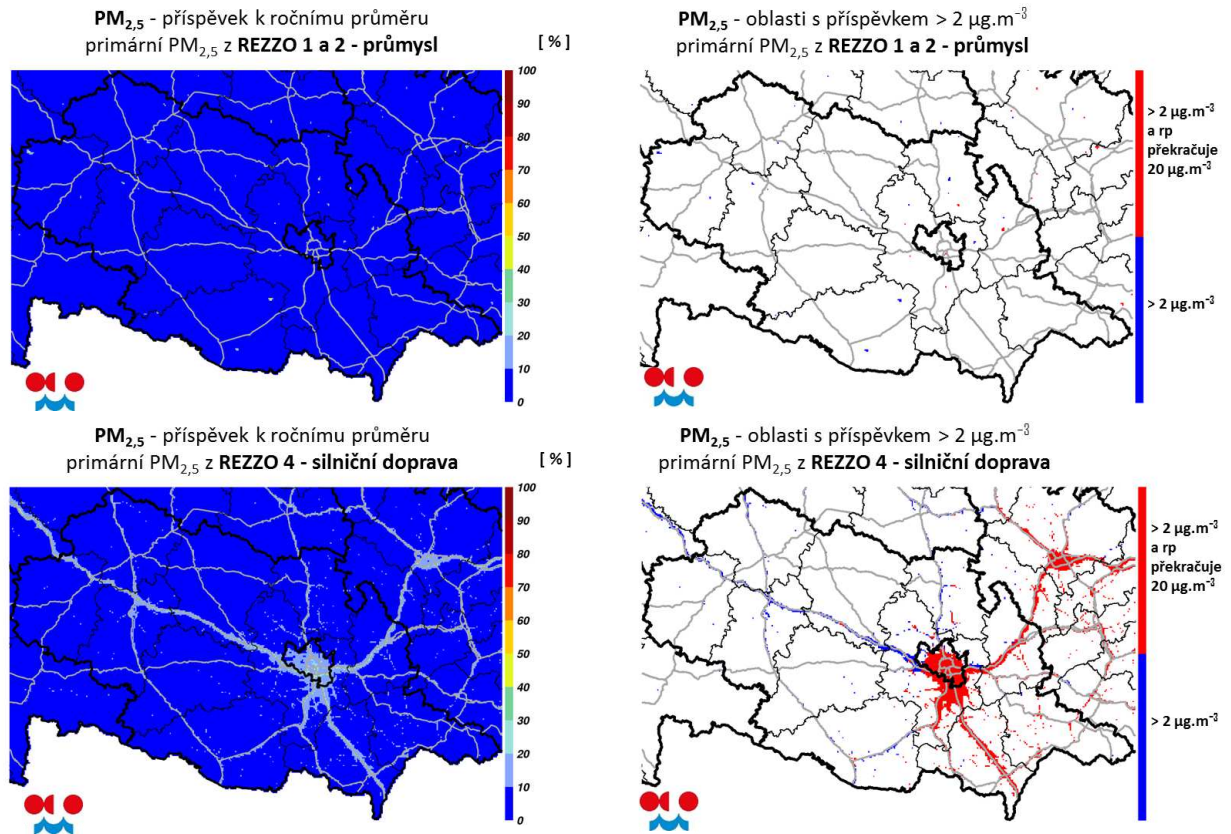 PM2,5 - příspěvek k ročnímu průměru
primární PM2,5 z REZZO 1 a 2 - průmysl
[ % ]
100
90
80
70
60
50
40
30
20
10
0
PM2,5 - oblasti s příspěvkem > 2 µg.m⁻³
primární PM2,5 z REZZO 1 a 2 - průmysl
> 2 µg.m⁻³
a rp
překračuje
20 µg.m⁻³
> 2 µg.m⁻³
PM2,5 - příspěvek k ročnímu průměru
primární PM2,5 z REZZO 4 - silniční doprava
[ % ]
100
90
80
70
60
50
40
30
20
10
0
PM2,5 - oblasti s příspěvkem > 2 µg.m⁻³
primární PM2,5 z REZZO 4 - silniční doprava
> 2 µg.m⁻³
a rp
překračuje
20 µg.m⁻³
> 2 µg.m⁻³